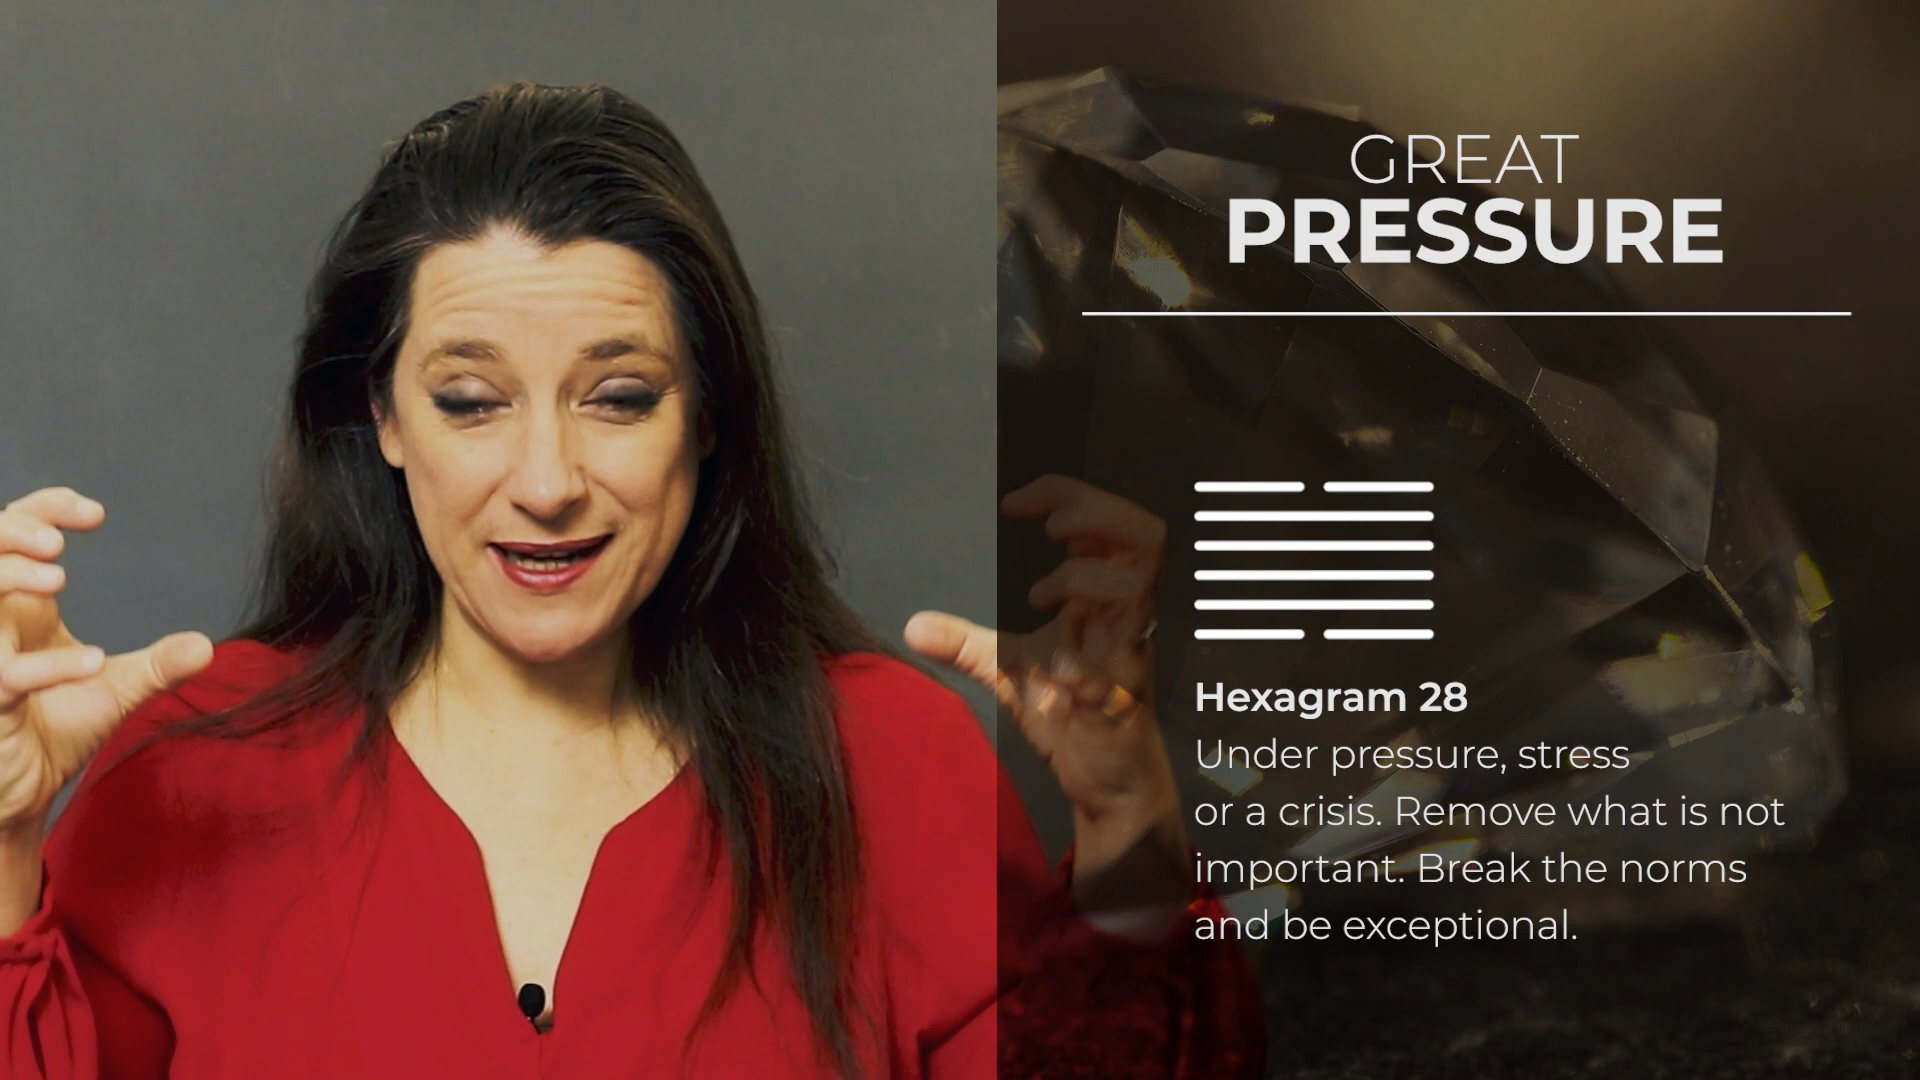 GREAT
PRESSURE
Hexagram 28
Under pressure, stress
or a crisis. Remove what is not
important. Break the norms
and be exceptional.